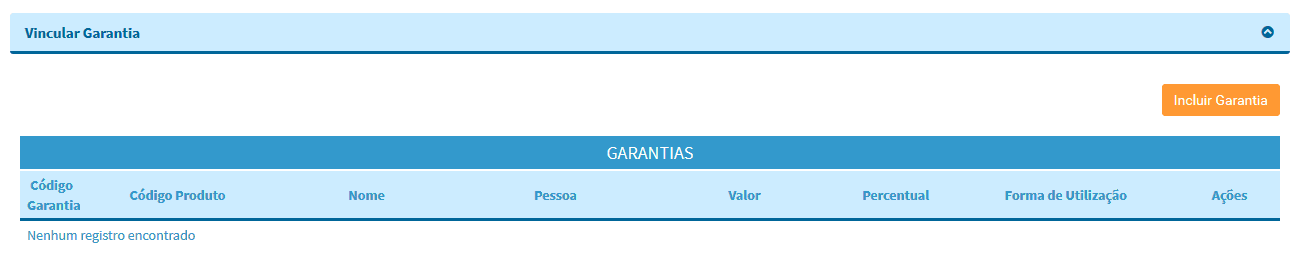 Vincular Garantia
Incluir Garantia
GARANTIAS
Código Garantia Código Produto Nome Pessoa Valor Percentual Forma de Utilização Ações
Nenhum registro encontrado